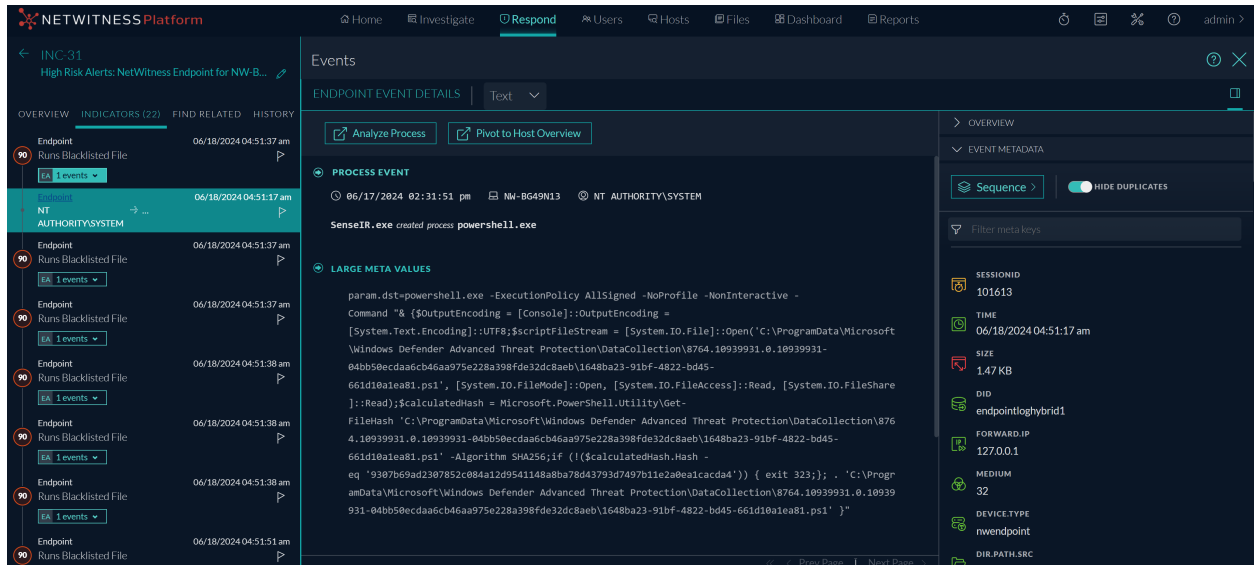 NETWITNESS Platform
Home
Investigate
Respond
Users
Hosts
Files
Dashboard
Reports
admin >
INC-31
High Risk Alerts: NetWitness Endpoint for NW-B...
OVERVIEW
INDICATORS (22)
FIND RELATED
HISTORY
Endpoint 06/18/2024 04:51:37 am
90 Runs Blacklisted File
EA 1 events
Endpoint 06/18/2024 04:51:17 am
NT → ...
AUTHORITY\SYSTEM
Endpoint 06/18/2024 04:51:37 am
90 Runs Blacklisted File
EA 1 events
Endpoint 06/18/2024 04:51:37 am
90 Runs Blacklisted File
EA 1 events
Endpoint 06/18/2024 04:51:38 am
90 Runs Blacklisted File
EA 1 events
Endpoint 06/18/2024 04:51:38 am
90 Runs Blacklisted File
EA 1 events
Endpoint 06/18/2024 04:51:38 am
90 Runs Blacklisted File
EA 1 events
Endpoint 06/18/2024 04:51:51 am
90 Runs Blacklisted File
Events
ENDPOINT EVENT DETAILS
Text
Analyze Process
Pivot to Host Overview
PROCESS EVENT
06/17/2024 02:31:51 pm NW-BG49N13 NT AUTHORITY\SYSTEM
SenseIR.exe created process powershell.exe
LARGE META VALUES
param.dst=powershell.exe -ExecutionPolicy AllSigned -NoProfile -NonInteractive -
Command "& {$OutputEncoding = [Console]::OutputEncoding =
[System.Text.Encoding]::UTF8;$scriptFileStream = [System.IO.File]::Open('C:\ProgramData\Microsoft
\Windows Defender Advanced Threat Protection\DataCollection\8764.10939931.0.10939931-
04bb50ecdaa6cb46aa975e228a398fde32dc8aeb\1648ba23-91bf-4822-bd45-
661d10a1ea81.ps1', [System.IO.FileMode]::Open, [System.IO.FileAccess]::Read, [System.IO.FileShare
]::Read);$calculatedHash = Microsoft.PowerShell.Utility\Get-
FileHash 'C:\ProgramData\Microsoft\Windows Defender Advanced Threat Protection\DataCollection\876
4.10939931.0.10939931-04bb50ecdaa6cb46aa975e228a398fde32dc8aeb\1648ba23-91bf-4822-bd45-
661d10a1ea81.ps1' -Algorithm SHA256;if (!($calculatedHash.Hash -
eq '9307b69ad2307852c084a12d9541148a8ba78d43793d7497b11e2a0ea1cacda4')) { exit 323;}; . 'C:\Progr
amData\Microsoft\Windows Defender Advanced Threat Protection\DataCollection\8764.10939931.0.10939
931-04bb50ecdaa6cb46aa975e228a398fde32dc8aeb\1648ba23-91bf-4822-bd45-661d10a1ea81.ps1' }"
<< < Prev Page | Next Page >
OVERVIEW
EVENT METADATA
Sequence >
HIDE DUPLICATES
Filter meta keys
SESSIONID
101613
TIME
06/18/2024 04:51:17 am
SIZE
1.47 KB
DID
endpointloghybrid1
FORWARD.IP
127.0.0.1
MEDIUM
32
DEVICE.TYPE
nwendpoint
DIR.PATH.SRC